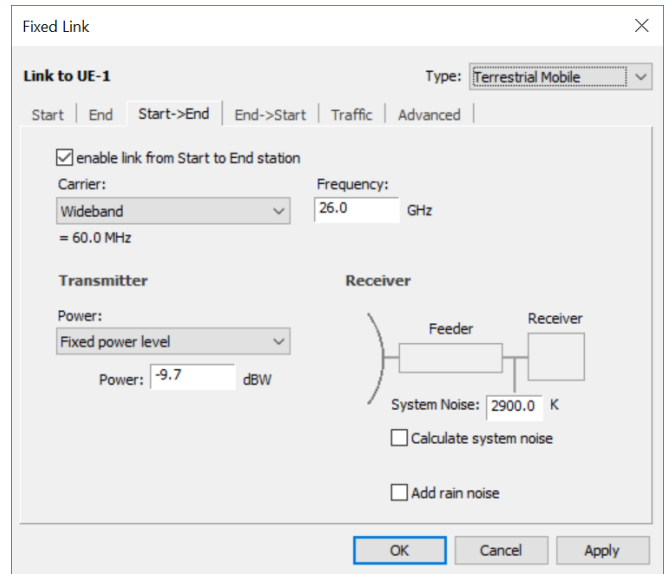 Fixed Link
Link to UE-1
Type: Terrestrial Mobile
Start End Start->End End->Start Traffic Advanced
enable link from Start to End station
Carrier: Frequency:
Wideband 26.0 GHz
= 60.0 MHz
Transmitter Receiver
Power:
Fixed power level
Power: -9.7 dBW
Feeder Receiver
System Noise: 2900.0 K
Calculate system noise
Add rain noise
OK Cancel Apply